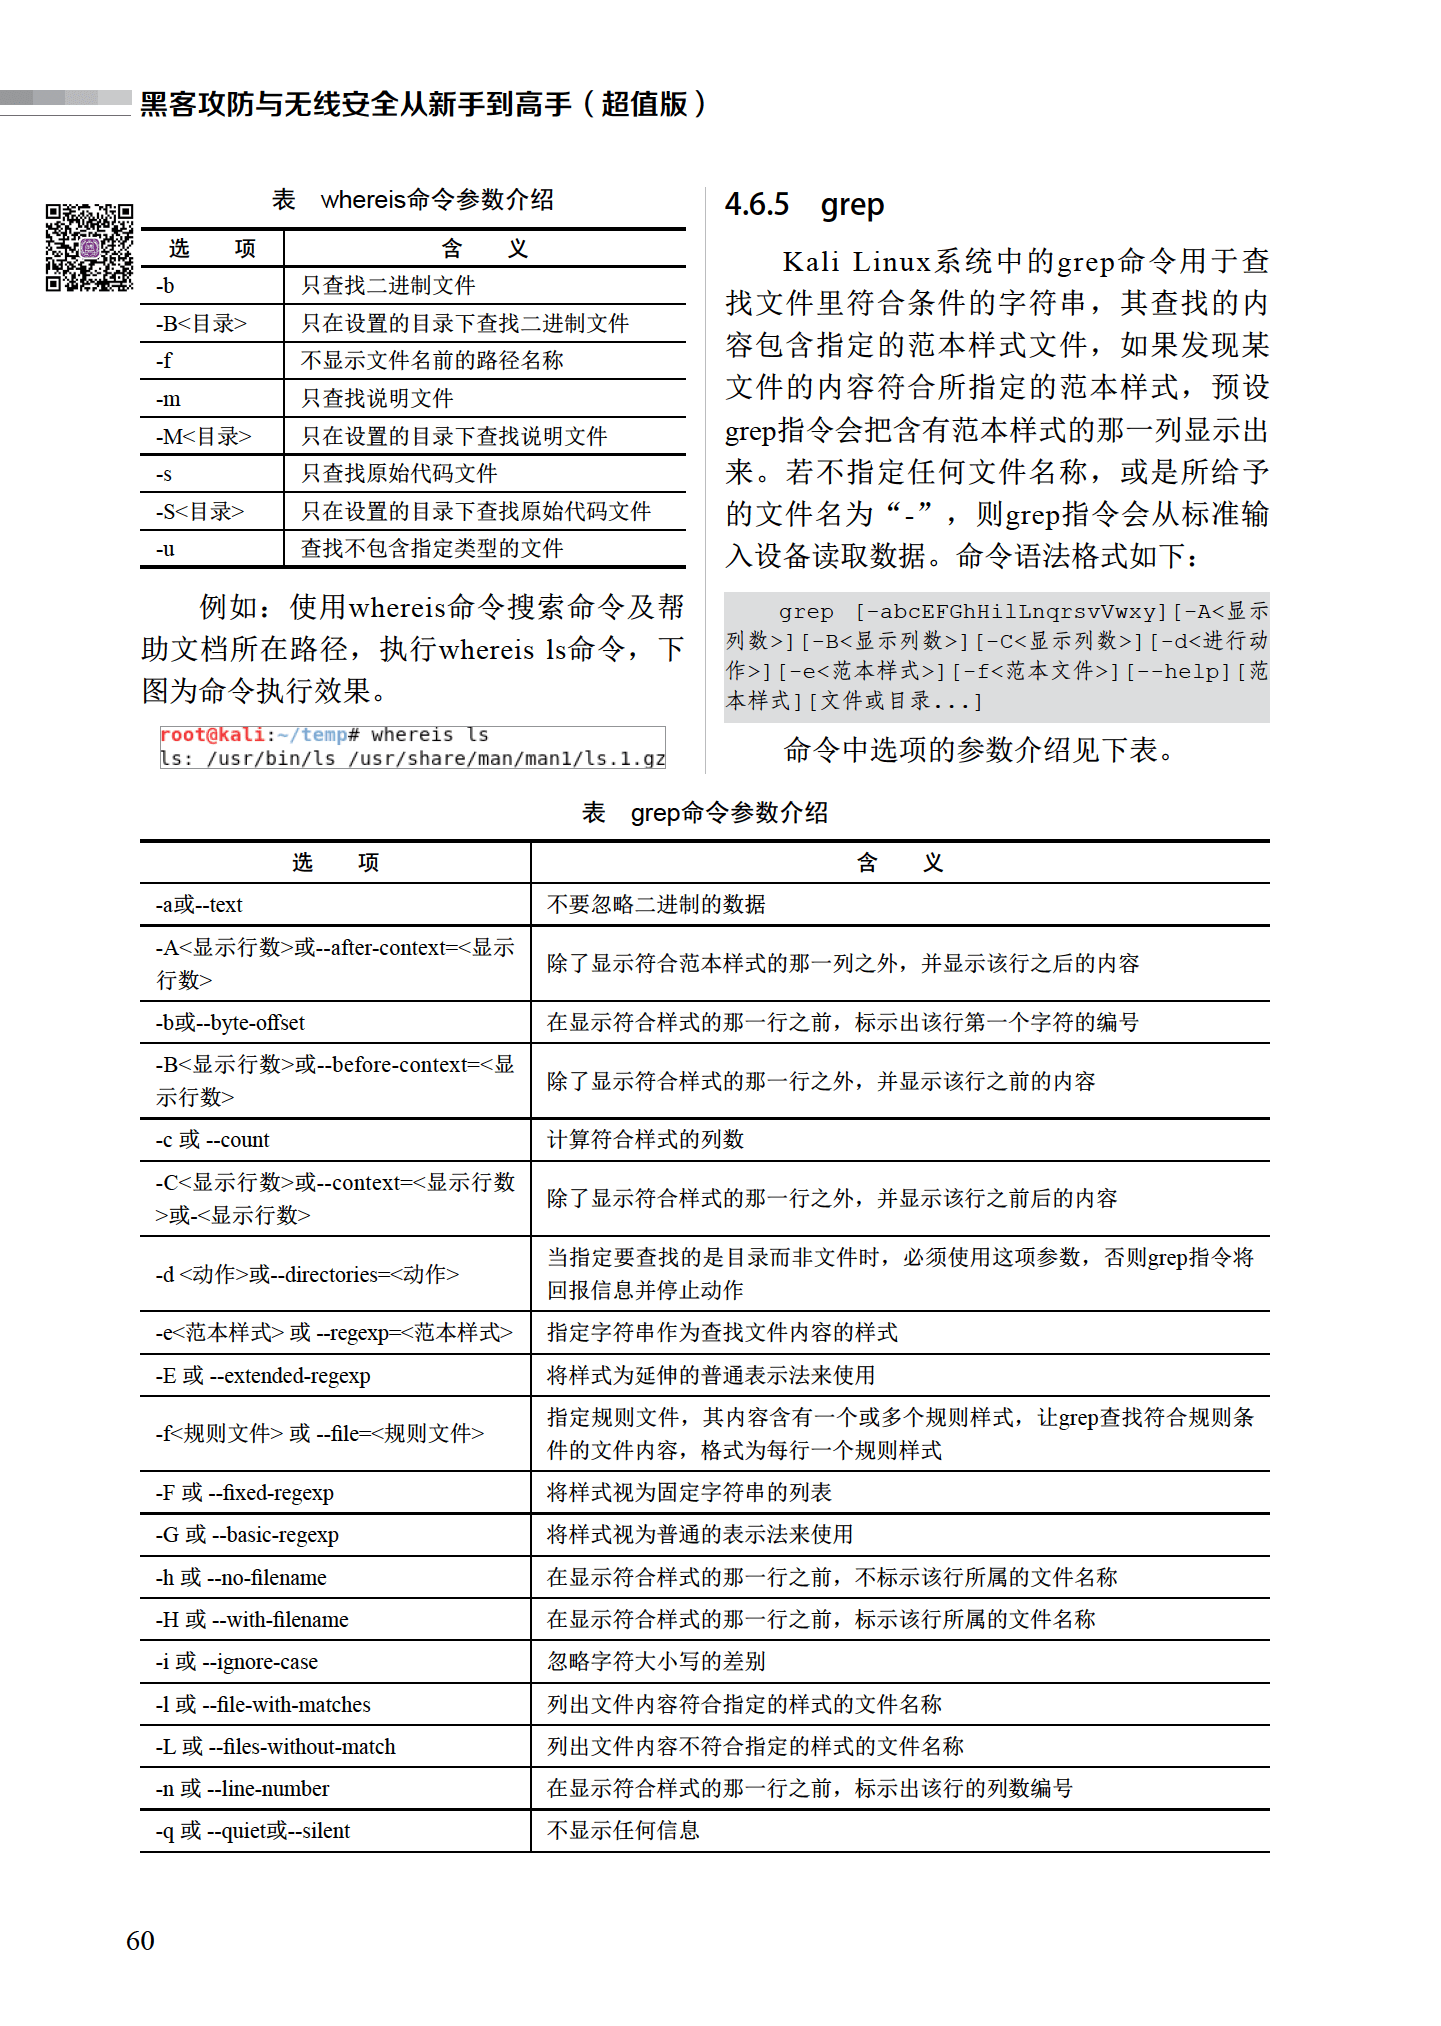 黑客攻防与无线安全从新手到高手（超值版）
表　whereis命令参数介绍
选　　项	含　　义
-b	只查找二进制文件
-B<目录>	只在设置的目录下查找二进制文件
-f	不显示文件名前的路径名称
-m	只查找说明文件
-M<目录>	只在设置的目录下查找说明文件
-s	只查找原始代码文件
-S<目录>	只在设置的目录下查找原始代码文件
-u	查找不包含指定类型的文件
例如：使用whereis命令搜索命令及帮
助文档所在路径，执行whereis ls命令，下
图为命令执行效果。
root@kali:~/temp# whereis ls
ls: /usr/bin/ls /usr/share/man/man1/ls.1.gz
4.6.5　grep
Kali Linux系统中的grep命令用于查
找文件里符合条件的字符串，其查找的内
容包含指定的范本样式文件，如果发现某
文件的内容符合所指定的范本样式，预设
grep指令会把含有范本样式的那一列显示出
来。若不指定任何文件名称，或是所给予
的文件名为“-”，则grep指令会从标准输
入设备读取数据。命令语法格式如下：
grep [-abcEFGhHilLnqrsvVwxy][-A<显示
列数>][-B<显示列数>][-C<显示列数>][-d<进行动
作>][-e<范本样式>][-f<范本文件>][--help][范
本样式][文件或目录...]
命令中选项的参数介绍见下表。
表　grep命令参数介绍
选　　项	含　　义
-a或--text	不要忽略二进制的数据
-A<显示行数>或--after-context=<显示
行数>	除了显示符合范本样式的那一列之外，并显示该行之后的内容
-b或--byte-offset	在显示符合样式的那一行之前，标示出该行第一个字符的编号
-B<显示行数>或--before-context=<显
示行数>	除了显示符合样式的那一行之外，并显示该行之前的内容
-c 或 --count	计算符合样式的列数
-C<显示行数>或--context=<显示行数
>或-<显示行数>	除了显示符合样式的那一行之外，并显示该行之前后的内容
-d <动作>或--directories=<动作>	当指定要查找的是目录而非文件时，必须使用这项参数，否则grep指令将
回报信息并停止动作
-e<范本样式> 或 --regexp=<范本样式>	指定字符串作为查找文件内容的样式
-E 或 --extended-regexp	将样式为延伸的普通表示法来使用
-f<规则文件> 或 --file=<规则文件>	指定规则文件，其内容含有一个或多个规则样式，让grep查找符合规则条
件的文件内容，格式为每行一个规则样式
-F 或 --fixed-regexp	将样式视为固定字符串的列表
-G 或 --basic-regexp	将样式视为普通的表示法来使用
-h 或 --no-filename	在显示符合样式的那一行之前，不标示该行所属的文件名称
-H 或 --with-filename	在显示符合样式的那一行之前，标示该行所属的文件名称
-i 或 --ignore-case	忽略字符大小写的差别
-l 或 --file-with-matches	列出文件内容符合指定的样式的文件名称
-L 或 --files-without-match	列出文件内容不符合指定的样式的文件名称
-n 或 --line-number	在显示符合样式的那一行之前，标示出该行的列数编号
-q 或 --quiet或--silent	不显示任何信息
60